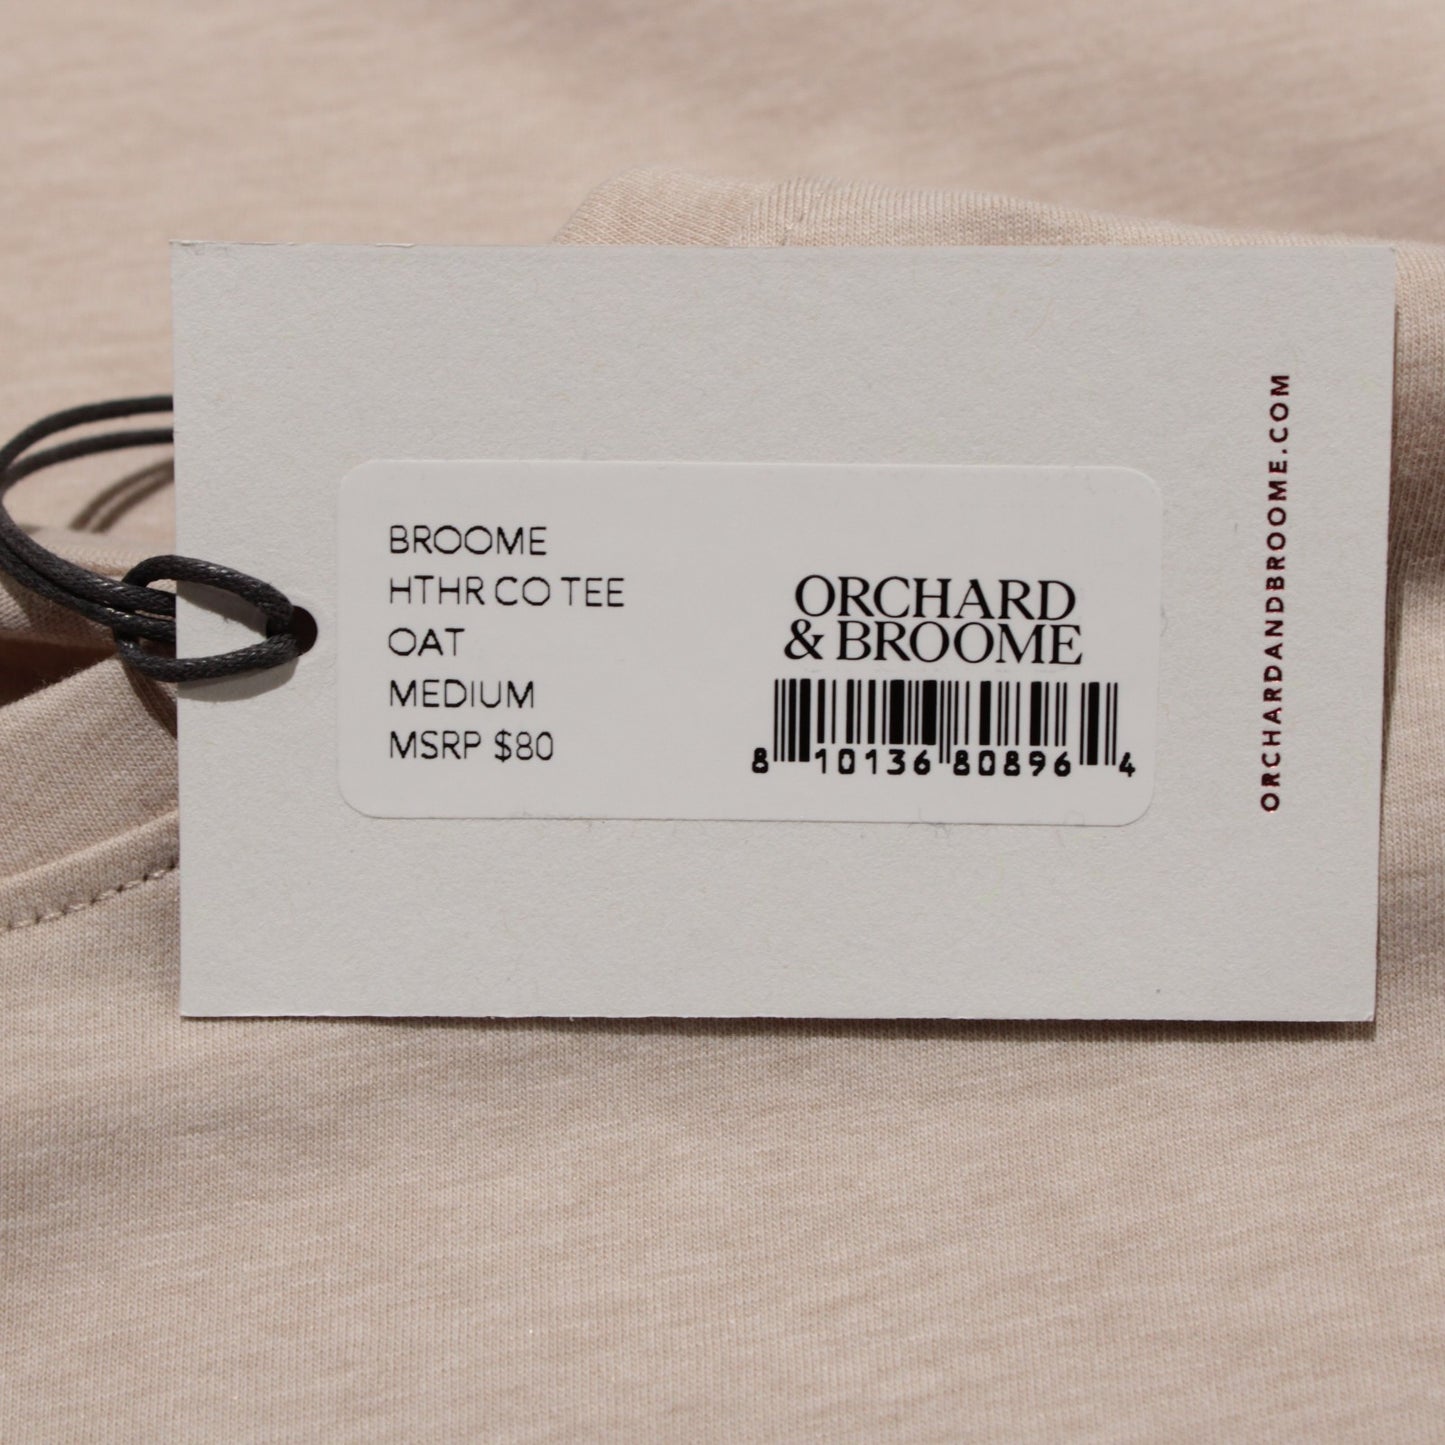 BROOME
HTHR CO TEE
OAT
MEDIUM
MSRP $80
ORCHARD
& BROOME
8 10136 80896 4
ORCHARDANDBROOME.COM